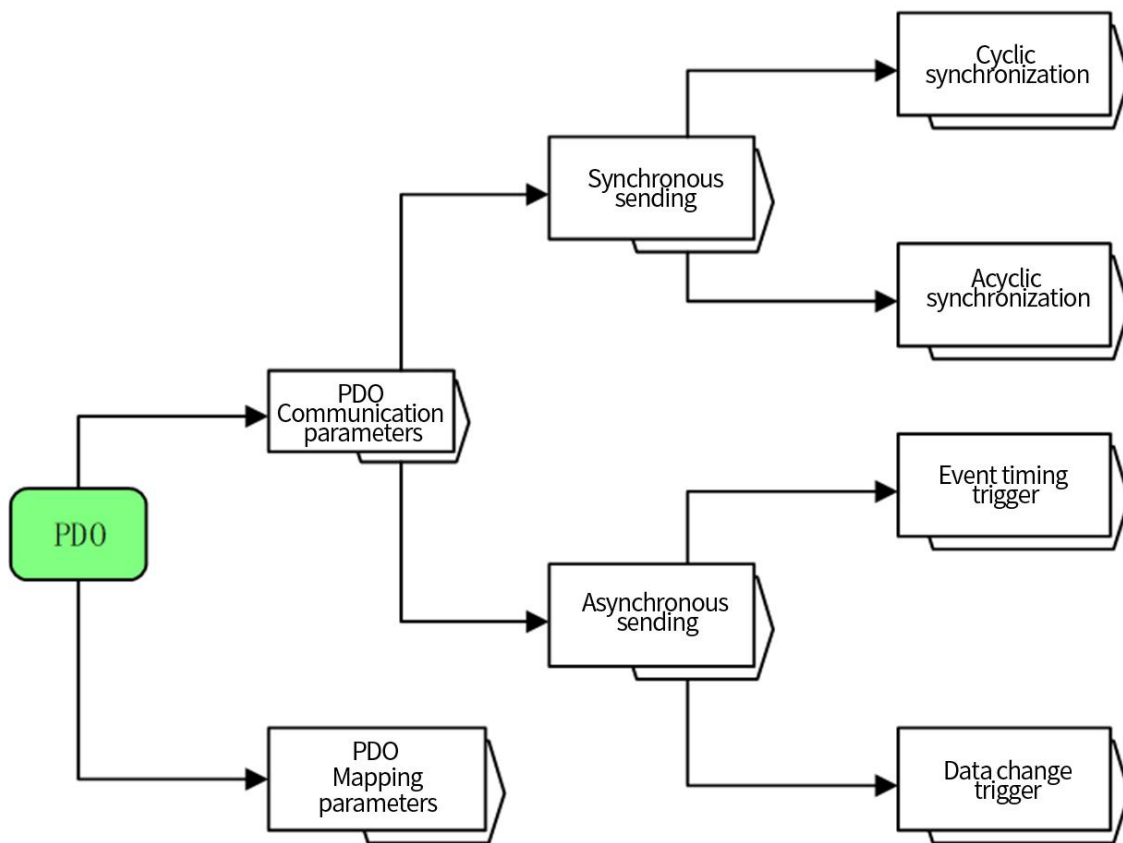 Cyclic
synchronization
Synchronous
sending
Acyclic
synchronization
PDO
Communication
parameters
Event timing
trigger
PDO
Asynchronous
sending
PDO
Mapping
parameters
Data change
trigger